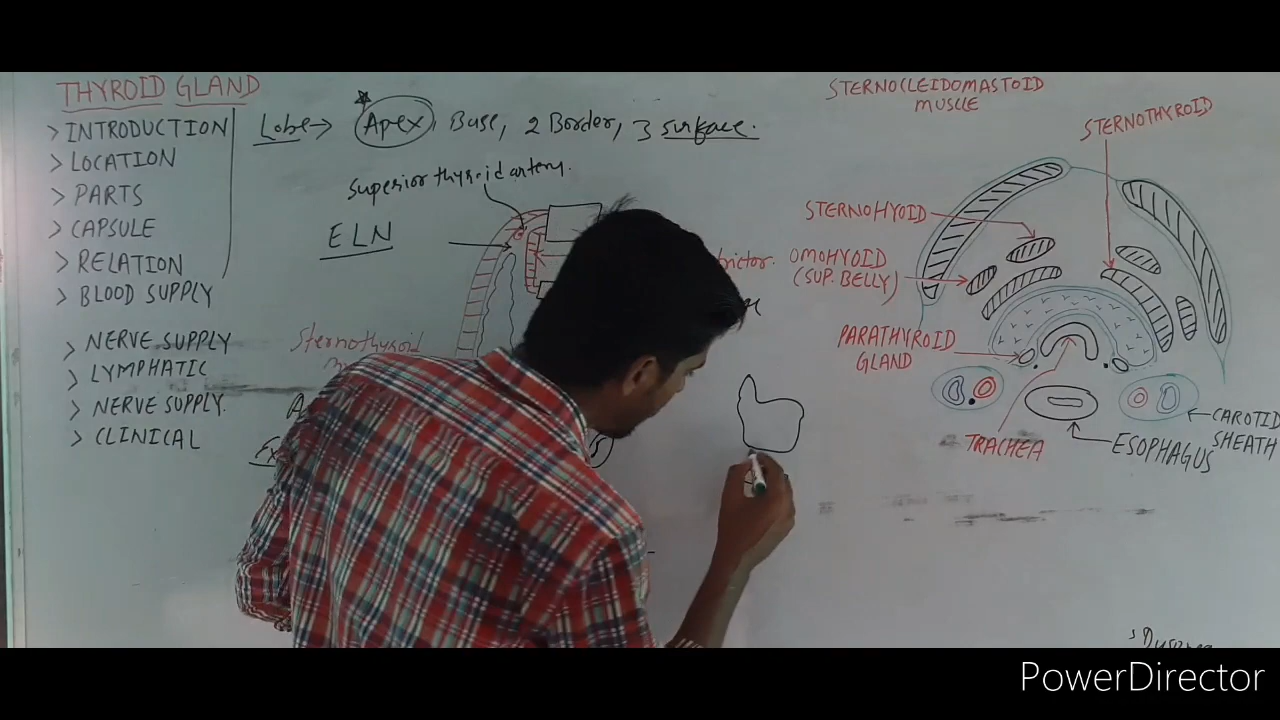 THYROID GLAND
> INTRODUCTION
> LOCATION
> PARTS
> CAPSULE
> RELATION
> BLOOD SUPPLY
> NERVE SUPPLY
> LYMPHATIC
> NERVE SUPPLY.
> CLINICAL
Lobe → Apex, Base, 2 Border, 3 surface.
Superior thyroid artery.
ELN
Sternothyroid
STERNOCLEIDOMASTOID
MUSCLE
STERNOTHYROID
STERNOHYOID
OMOHYOID
(SUP. BELLY)
PARATHYROID
GLAND
TRACHEA
ESOPHAGUS
CAROTID
SHEATH
PowerDirector